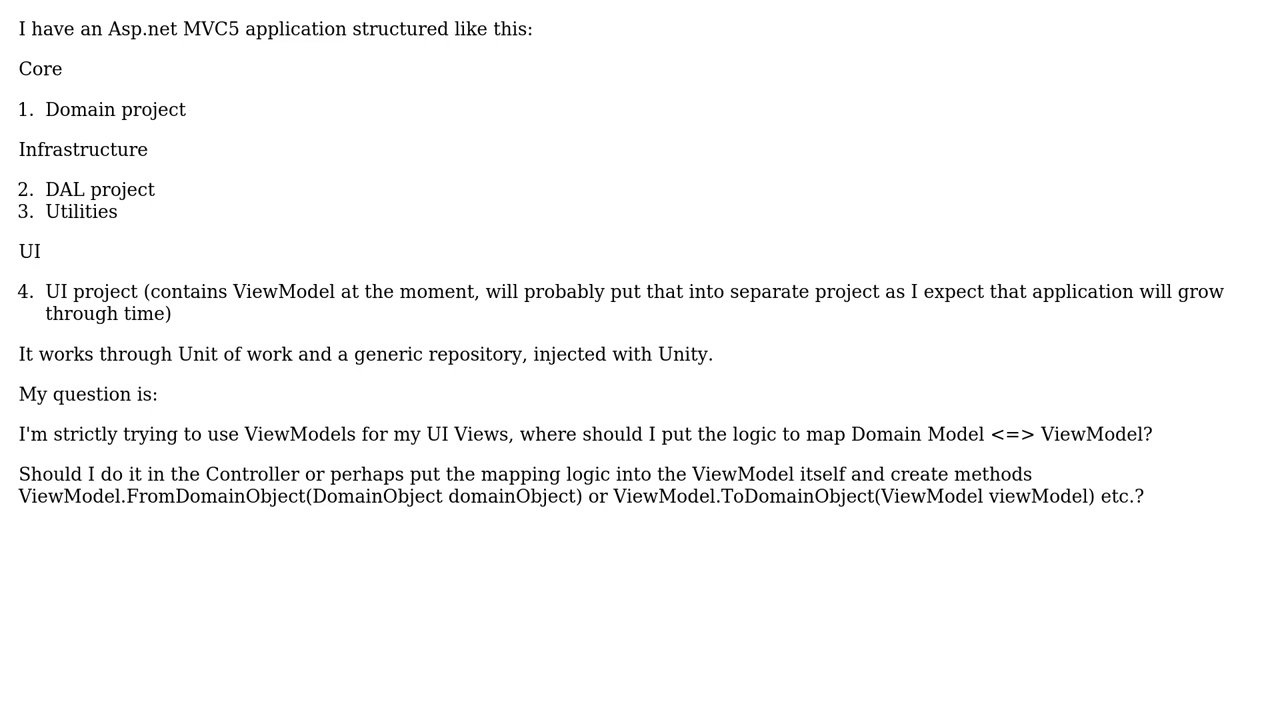 I have an Asp.net MVC5 application structured like this:
Core
1. Domain project
Infrastructure
2. DAL project
3. Utilities
UI
4. UI project (contains ViewModel at the moment, will probably put that into separate project as I expect that application will grow
through time)
It works through Unit of work and a generic repository, injected with Unity.
My question is:
I'm strictly trying to use ViewModels for my UI Views, where should I put the logic to map Domain Model <=> ViewModel?
Should I do it in the Controller or perhaps put the mapping logic into the ViewModel itself and create methods
ViewModel.FromDomainObject(DomainObject domainObject) or ViewModel.ToDomainObject(ViewModel viewModel) etc.?